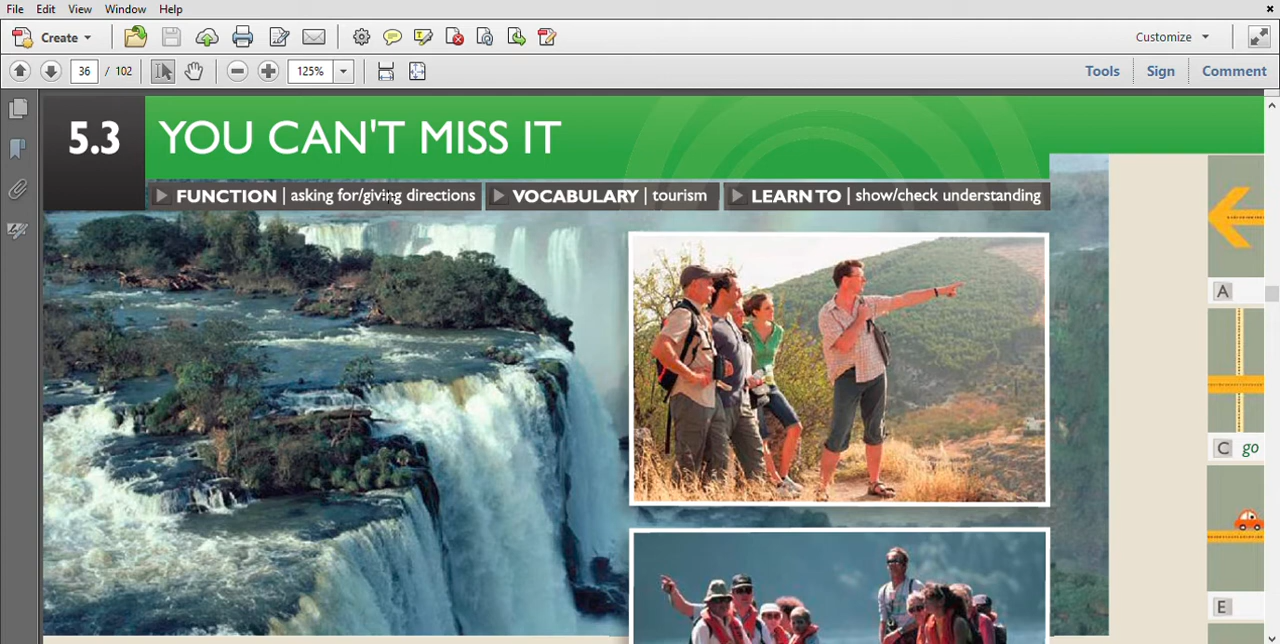 File Edit View Window Help
Create
Customize
36 / 102
125%
Tools Sign Comment
5.3 YOU CAN'T MISS IT
FUNCTION | asking for/giving directions
VOCABULARY | tourism
LEARN TO | show/check understanding
A
C go
E